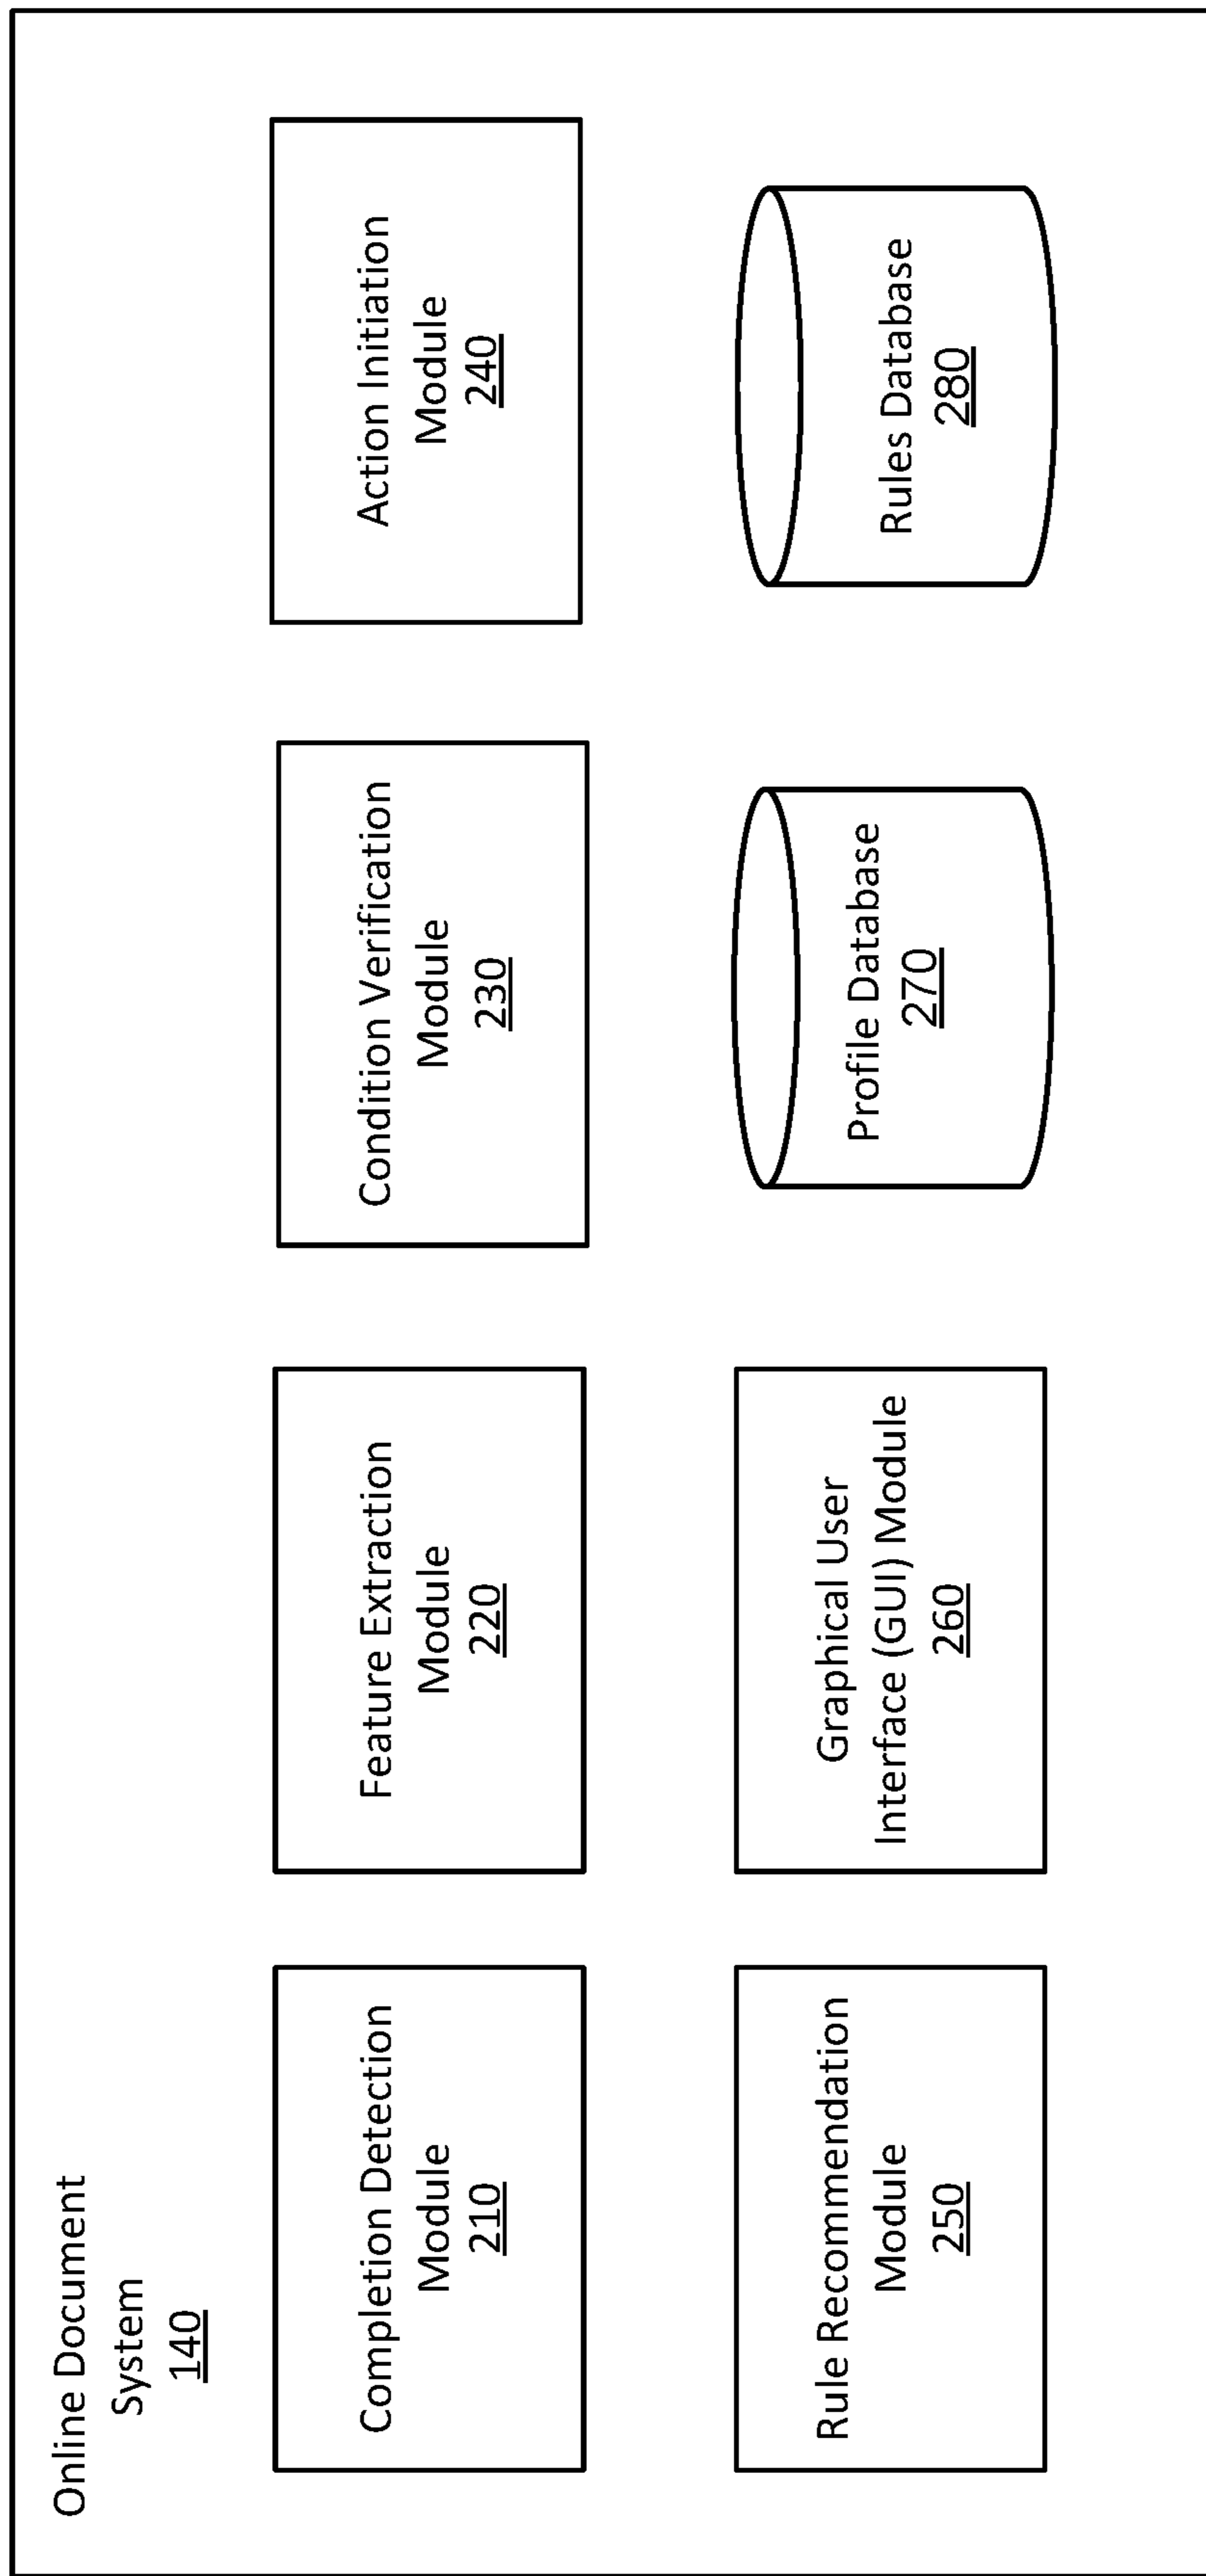 Online Document
System
140
Completion Detection
Module
210
Feature Extraction
Module
220
Condition Verification
Module
230
Action Initiation
Module
240
Rule Recommendation
Module
250
Graphical User
Interface (GUI) Module
260
Profile Database
270
Rules Database
280